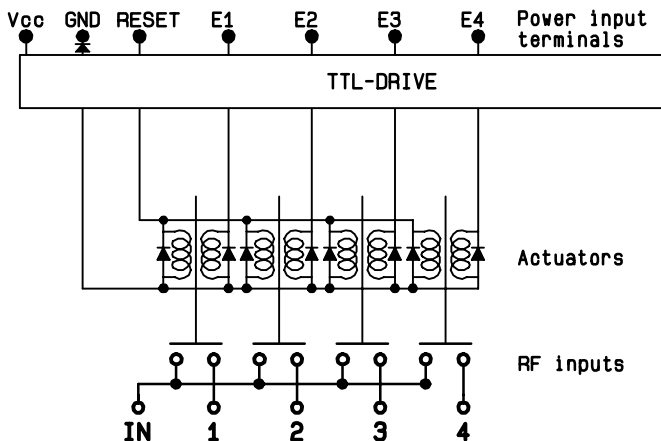 Vcc GND RESET E1 E2 E3 E4 Power input
terminals
TTL-DRIVE
Actuators
RF inputs
IN 1 2 3 4